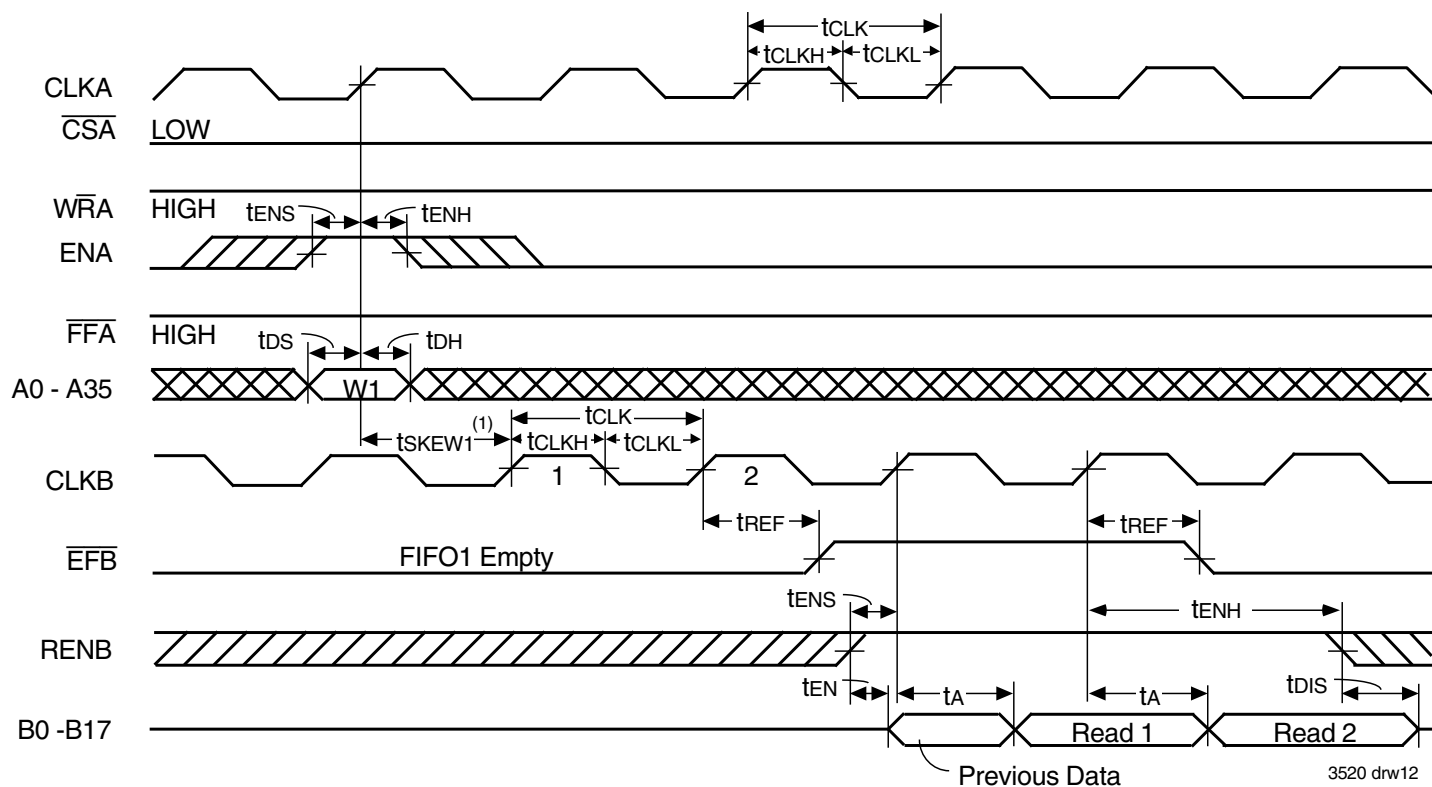 tCLK
tCLKH tCLKL
CLKA
CSA LOW
WRA HIGH
tENS tENH
ENA
FFA HIGH
tDS tDH
A0 - A35 W1
tSKEW1(1) tCLK
tCLKH tCLKL
CLKB 1 2
tREF tREF
EFB FIFO1 Empty
tENS tENH
RENB
tEN tA tA tDIS
B0 -B17 Read 1 Read 2
Previous Data
3520 drw12